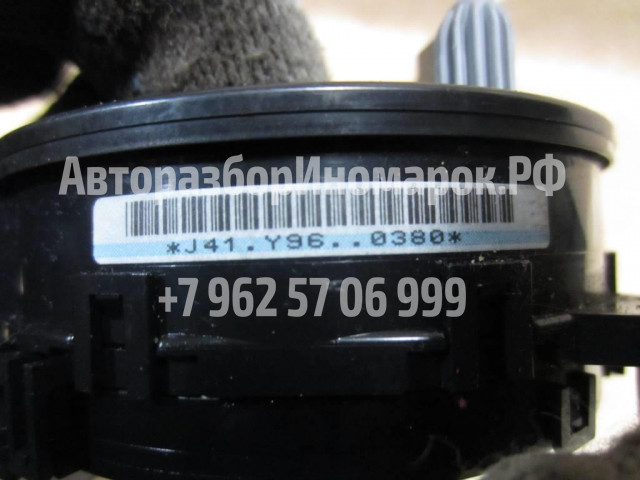 АвторазборИномарок.РФ
*J41.Y96..0380*
+7 962 57 06 999